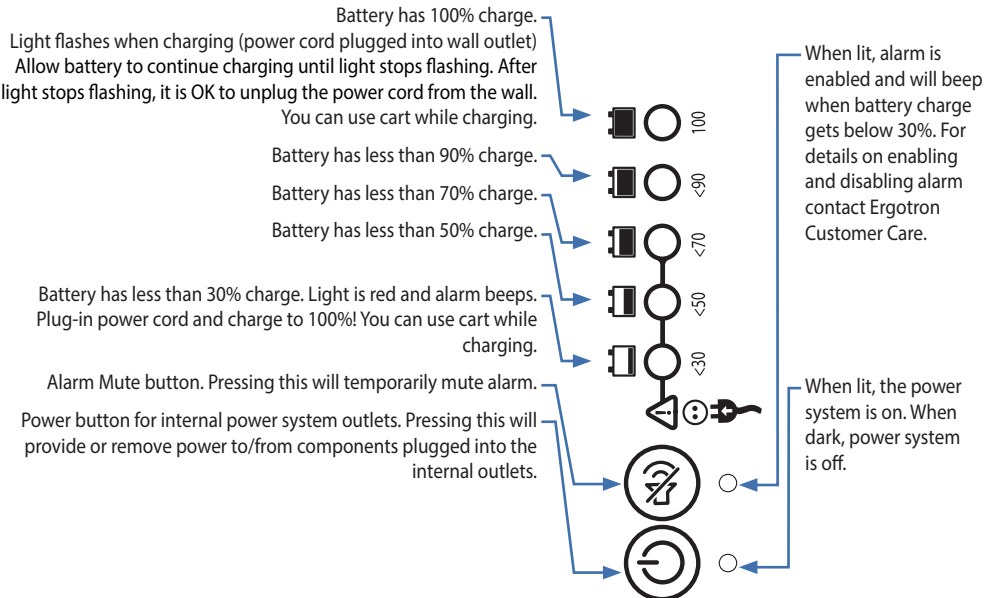 Battery has 100% charge.
Light flashes when charging (power cord plugged into wall outlet)
Allow battery to continue charging until light stops flashing. After
light stops flashing, it is OK to unplug the power cord from the wall.
You can use cart while charging.
Battery has less than 90% charge.
Battery has less than 70% charge.
Battery has less than 50% charge.
Battery has less than 30% charge. Light is red and alarm beeps.
Plug-in power cord and charge to 100%! You can use cart while
charging.
Alarm Mute button. Pressing this will temporarily mute alarm.
Power button for internal power system outlets. Pressing this will
provide or remove power to/from components plugged into the
internal outlets.
100
<90
<70
<50
<30
When lit, alarm is
enabled and will beep
when battery charge
gets below 30%. For
details on enabling
and disabling alarm
contact Ergotron
Customer Care.
When lit, the power
system is on. When
dark, power system
is off.